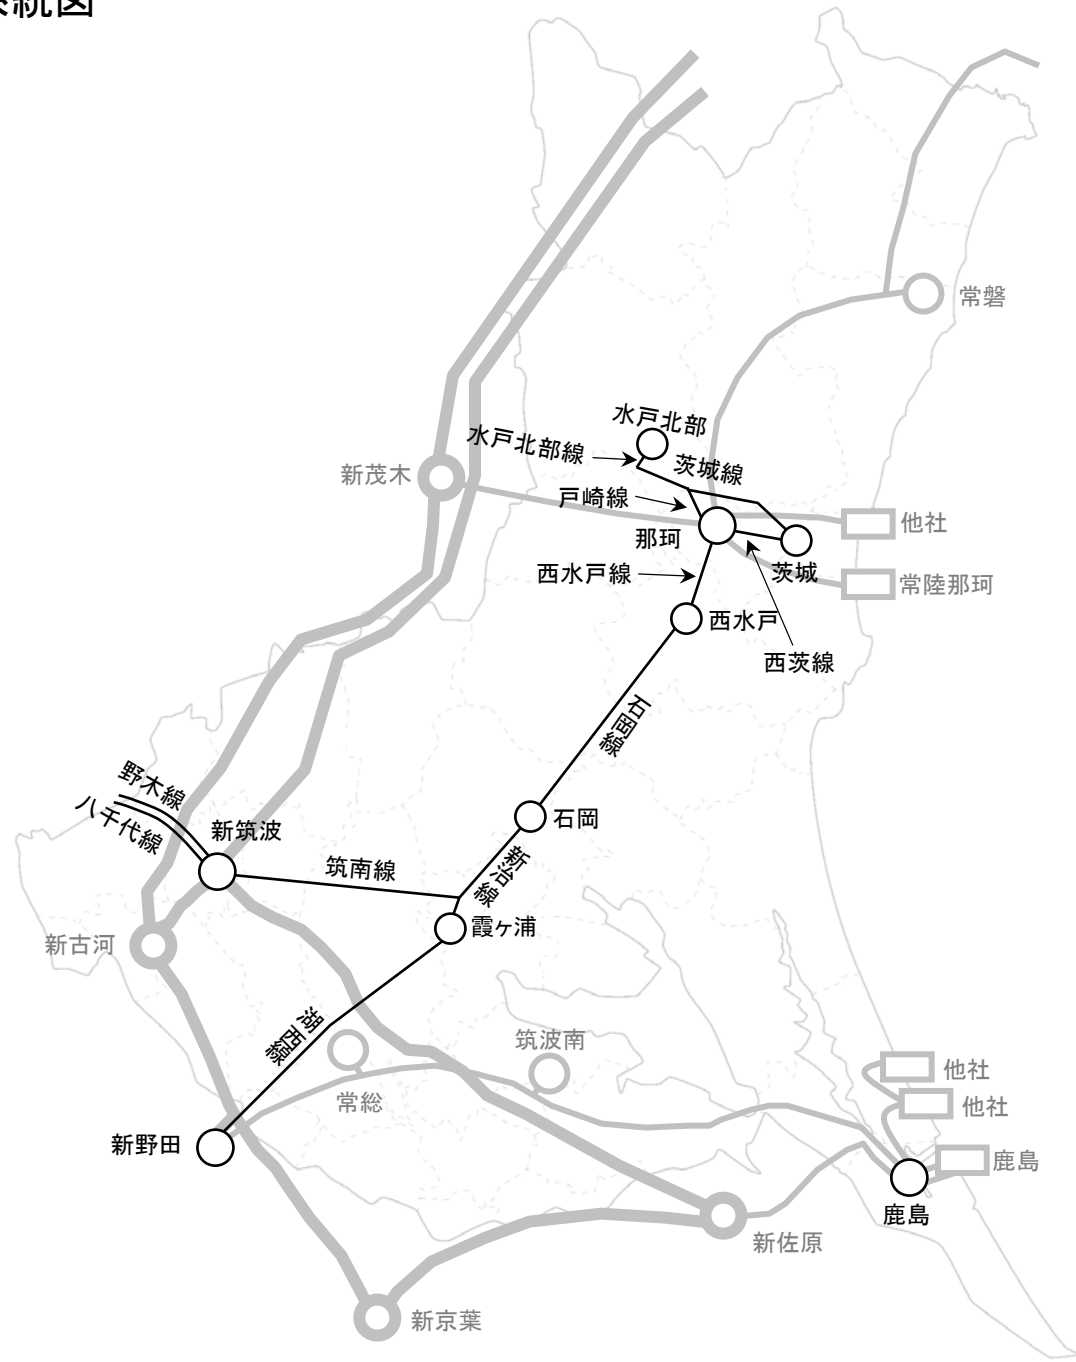 系統図
常磐
水戸北部
水戸北部線
茨城線
新茂木
戸崎線
他社
那珂
西水戸線
茨城
常陸那珂
西水戸
西茨線
石岡線
野木線
八千代線
新筑波
石岡
筑南線
新治線
霞ヶ浦
新古河
湖西線
筑波南
常総
他社
他社
新野田
鹿島
鹿島
新佐原
新京葉